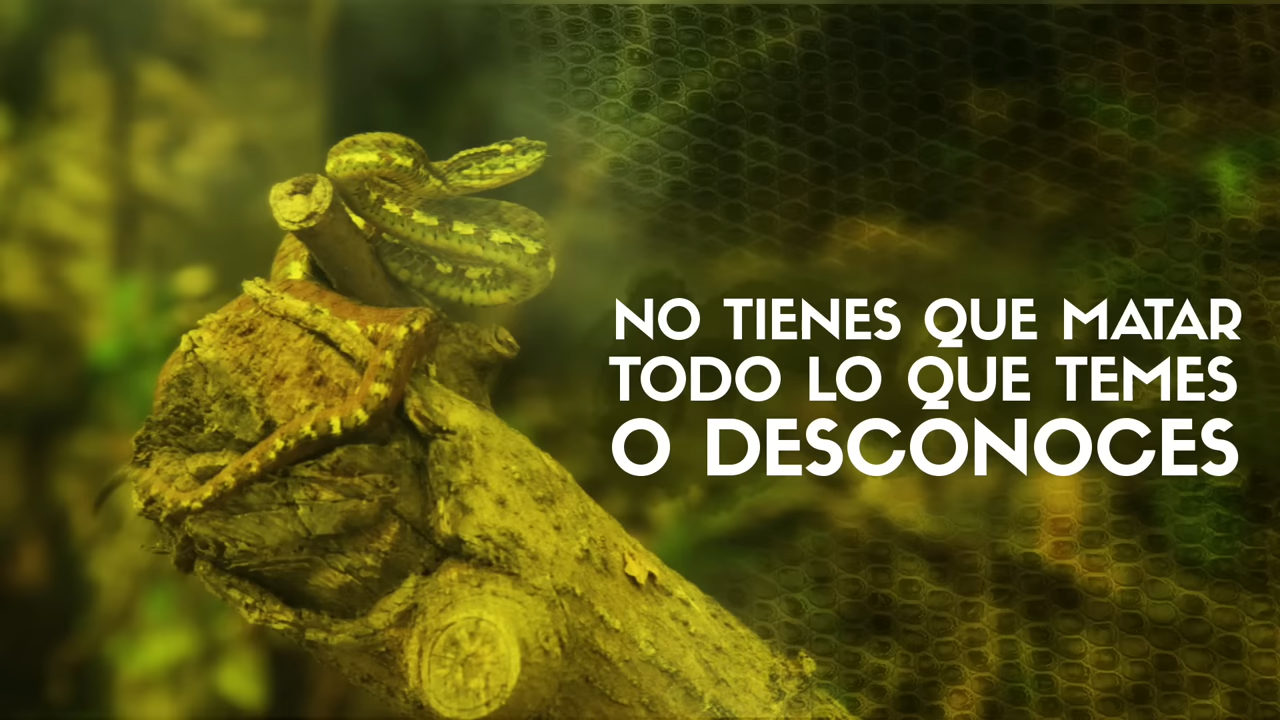 NO TIENES QUE MATAR
TODO LO QUE TEMES
O DESCONOCES